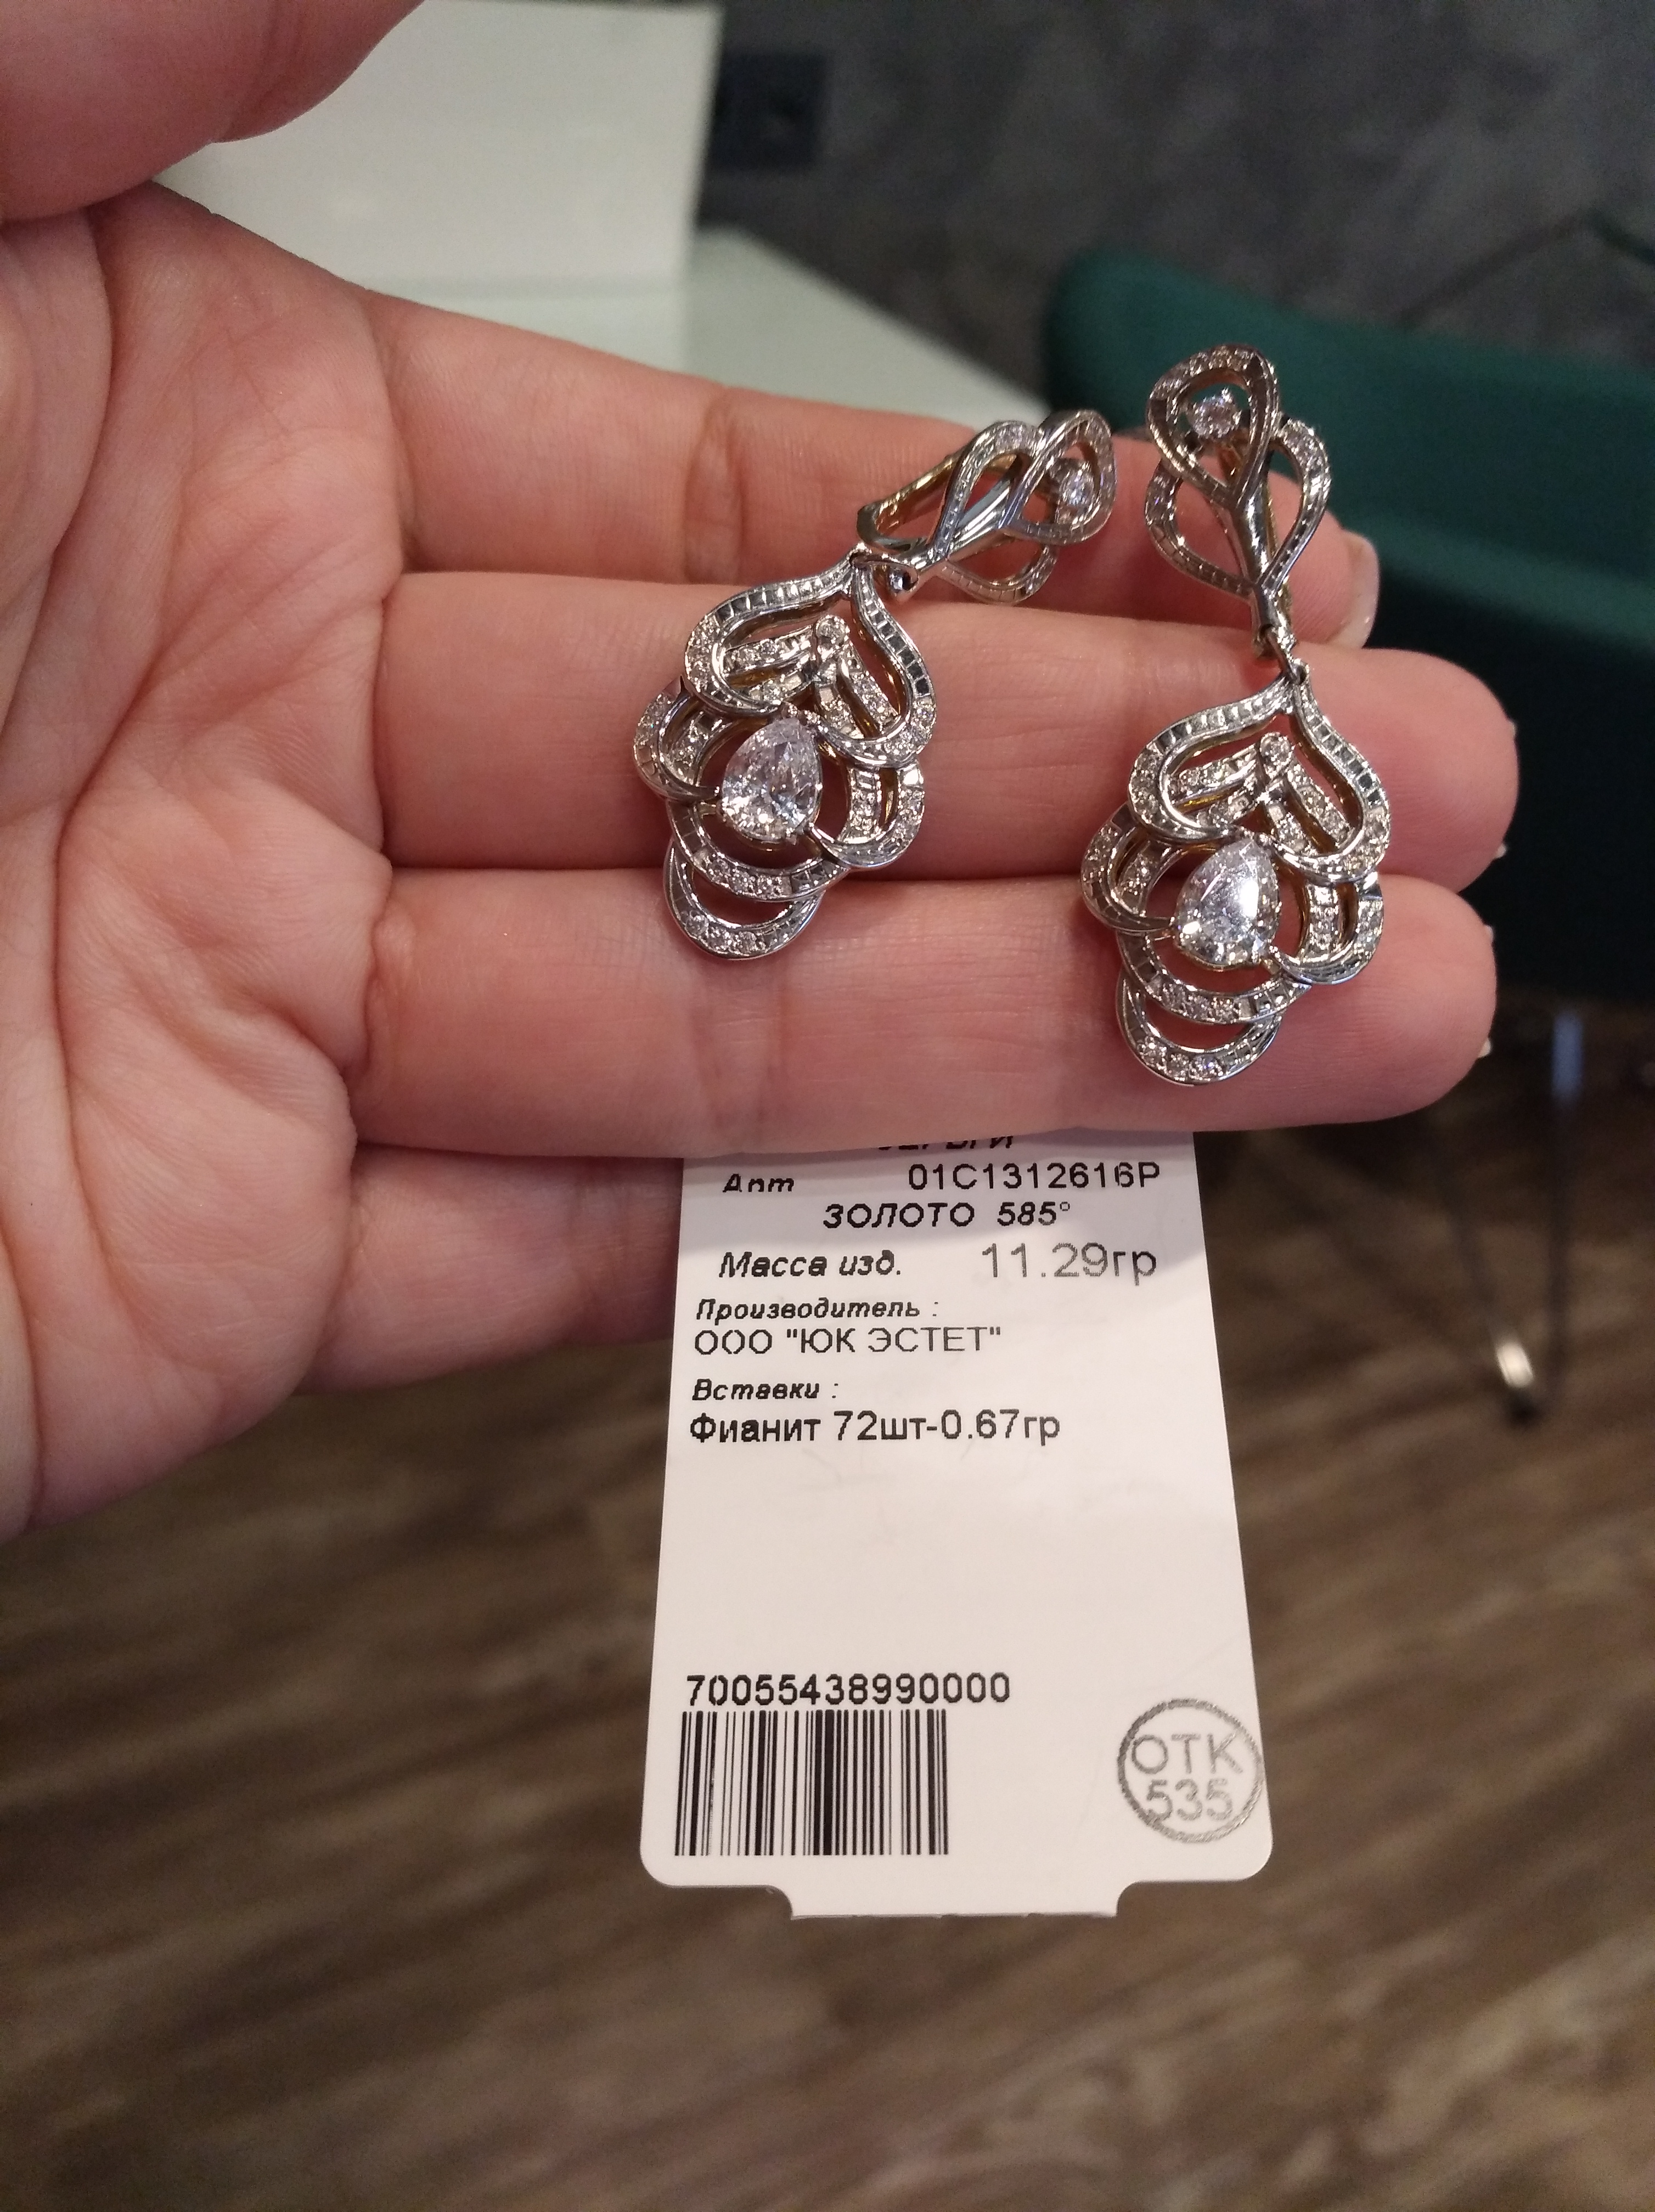 Арт 01С1312616Р
ЗОЛОТО 585°
Масса изд. 11.29гр
Производитель :
ООО "ЮК ЭСТЕТ"
Вставки :
Фианит 72шт-0.67гр
70055438990000
ОТК
535